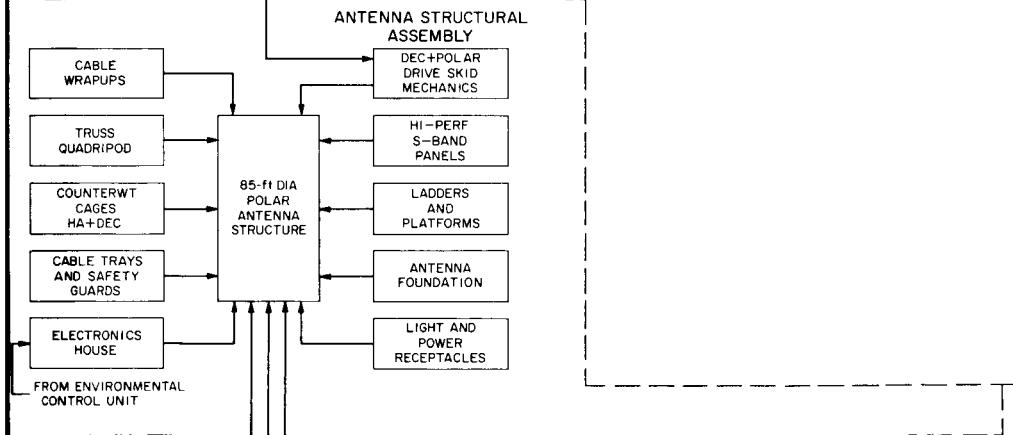 ANTENNA STRUCTURAL
ASSEMBLY
CABLE
WRAPUPS
DEC+POLAR
DRIVE SKID
MECHANICS
TRUSS
QUADRIPOD
HI-PERF
S-BAND
PANELS
COUNTERWT
CAGES
HA+DEC
85-ft DIA
POLAR
ANTENNA
STRUCTURE
LADDERS
AND
PLATFORMS
CABLE TRAYS
AND SAFETY
GUARDS
ANTENNA
FOUNDATION
ELECTRONICS
HOUSE
LIGHT AND
POWER
RECEPTACLES
FROM ENVIRONMENTAL
CONTROL UNIT